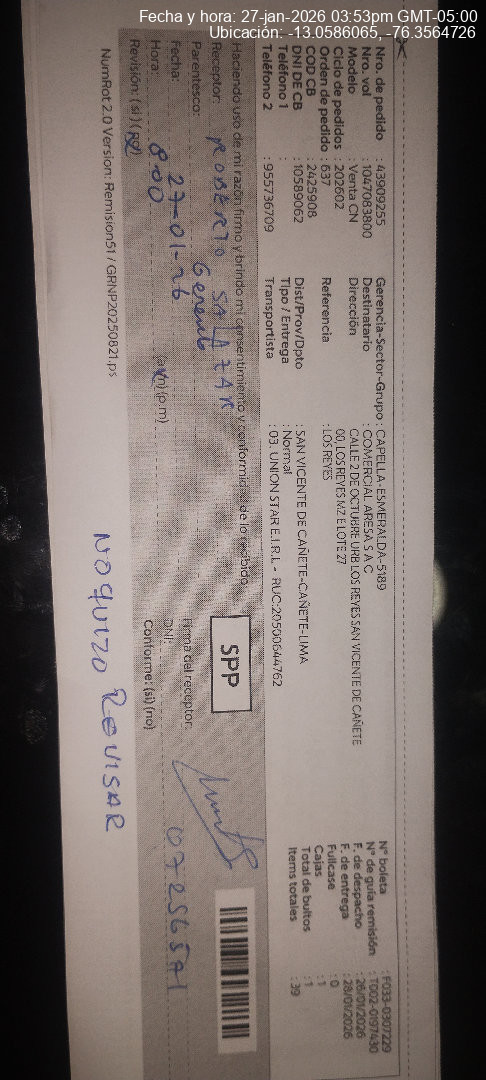 Fecha y hora: 27-jan-2026 03:53pm GMT-05:00
Ubicación: -13.0586065, -76.3564726
Nro. de pedido : 43909255
Nro. vol : 1047083800
Modelo : Venta CN
Ciclo de pedidos : 202602
Orden de pedido : 637
COD CB : 2425908
DNI DE CB : 10589062
Teléfono 1 :
Teléfono 2 : 955736709
Gerencia-Sector-Grupo : CAPELLA-ESMERALDA-5189
Destinatario : COMERCIAL ARESA S A C
Dirección : CALLE 2 DE OCTUBRE URB LOS REYES SAN VICENTE DE CAÑETE
00, LOS REYES MZ E LOTE 27
Referencia : LOS REYES
Dist/Prov/Dpto : SAN VICENTE DE CAÑETE-CAÑETE-LIMA
Tipo / Entrega : Normal
Transportista : 03. UNION STAR E.I.R.L - RUC:20500644762
N° boleta : F033-0307229
N° de guía remisión : T002-0197430
F. de despacho : 26/01/2026
F. de entrega : 28/01/2026
Fullcase : 0
Cajas : 1
Total de bultos : 1
Items totales : 39
Haciendo uso de mi razón firmo y brindo mi consentimiento y conformidad de lo recibido
Receptor: ROBERTO SALAZAR
Parentesco: Gerente
Fecha: 27-01-26
Hora: 8:00 (a.m) (p.m)
Revisión: (si) (no)
SPP
Firma del receptor:
DNI: 07256571
Conforme: (si) (no)
NO QUIZO REVISAR
NumRot 2.0 Version: Remision51 / GRNP20250821.ps